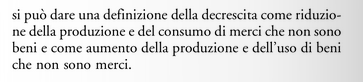 si può dare una definizione della decrescita come riduzio-
ne della produzione e del consumo di merci che non sono
beni e come aumento della produzione e dell'uso di beni
che non sono merci.